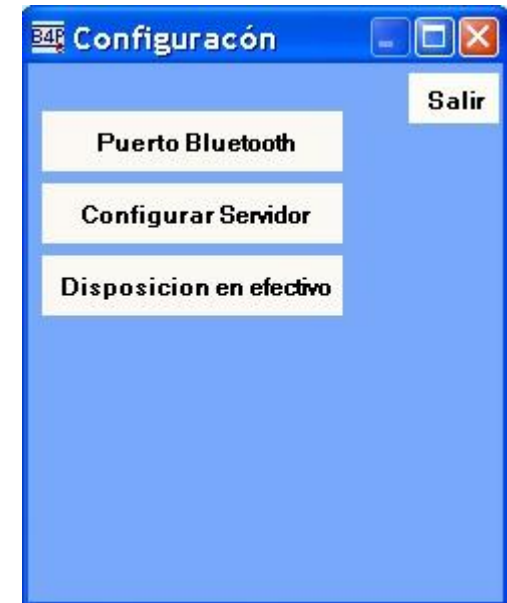 B4P Configuracón
Salir
Puerto Bluetooth
Configurar Servidor
Disposicion en efectivo